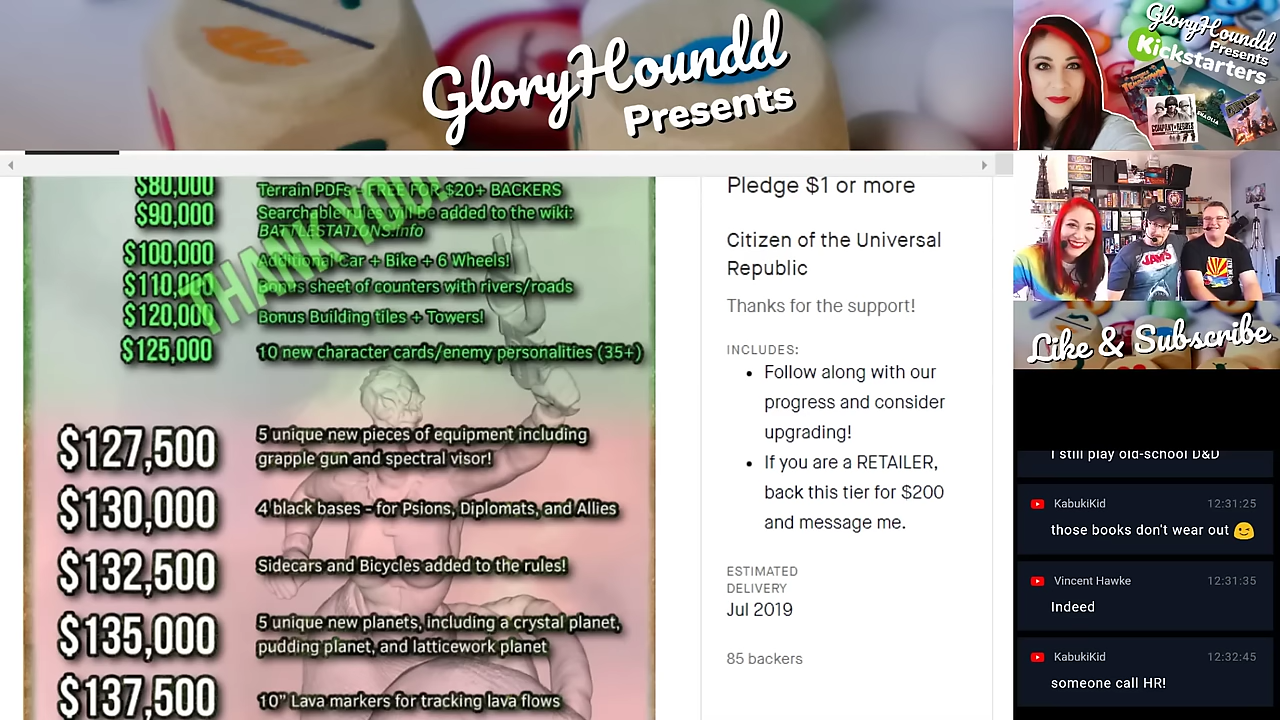 GloryHoundd
Presents
GloryHoundd
Presents
Kickstarters
COMPANY OF HEROES
$80,000 Terrain PDFs - FREE FOR $20+ BACKERS
$90,000 Searchable rules will be added to the wiki:
BATTLESTATIONS.info
$100,000 Additional Car + Bike + 6 Wheels!
$110,000 Bonus sheet of counters with rivers/roads
$120,000 Bonus Building tiles + Towers!
$125,000 10 new character cards/enemy personalities (35+)
THANK YOU!
$127,500 5 unique new pieces of equipment including
grapple gun and spectral visor!
$130,000 4 black bases - for Psions, Diplomats, and Allies
$132,500 Sidecars and Bicycles added to the rules!
$135,000 5 unique new planets, including a crystal planet,
pudding planet, and latticework planet
$137,500 10" Lava markers for tracking lava flows
Pledge $1 or more
Citizen of the Universal
Republic
Thanks for the support!
INCLUDES:
• Follow along with our
progress and consider
upgrading!
• If you are a RETAILER,
back this tier for $200
and message me.
ESTIMATED
DELIVERY
Jul 2019
85 backers
JAWS
Like & Subscribe
I still play old-school D&D
KabukiKid 12:31:25
those books don't wear out 😉
Vincent Hawke 12:31:35
Indeed
KabukiKid 12:32:45
someone call HR!